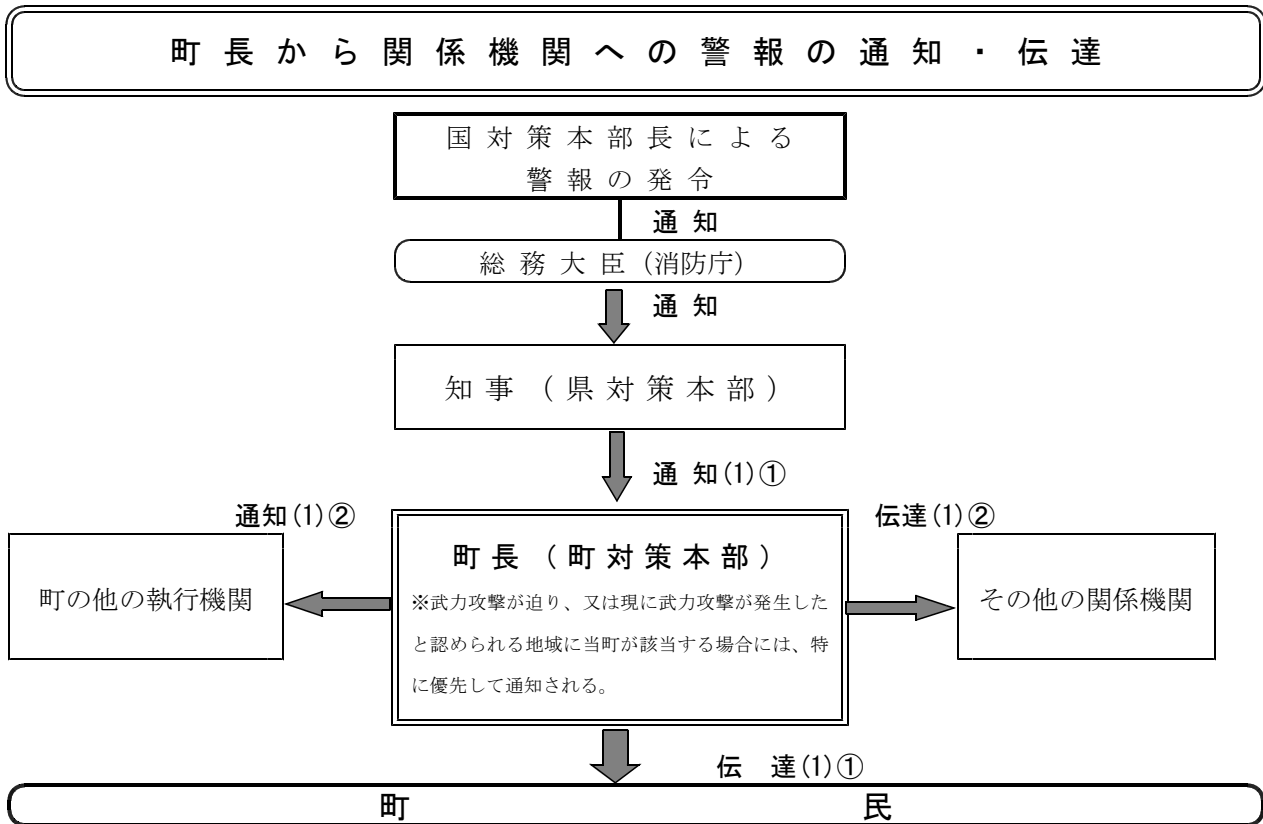 町長から関係機関への警報の通知・伝達
国対策本部長による
警報の発令
通知
総務大臣(消防庁)
通知
知事(県対策本部)
通知(1)①
通知(1)②
伝達(1)②
町の他の執行機関
町長(町対策本部)
※武力攻撃が迫り、又は現に武力攻撃が発生した
と認められる地域に当町が該当する場合には、特
に優先して通知される。
その他の関係機関
伝達(1)①
町民